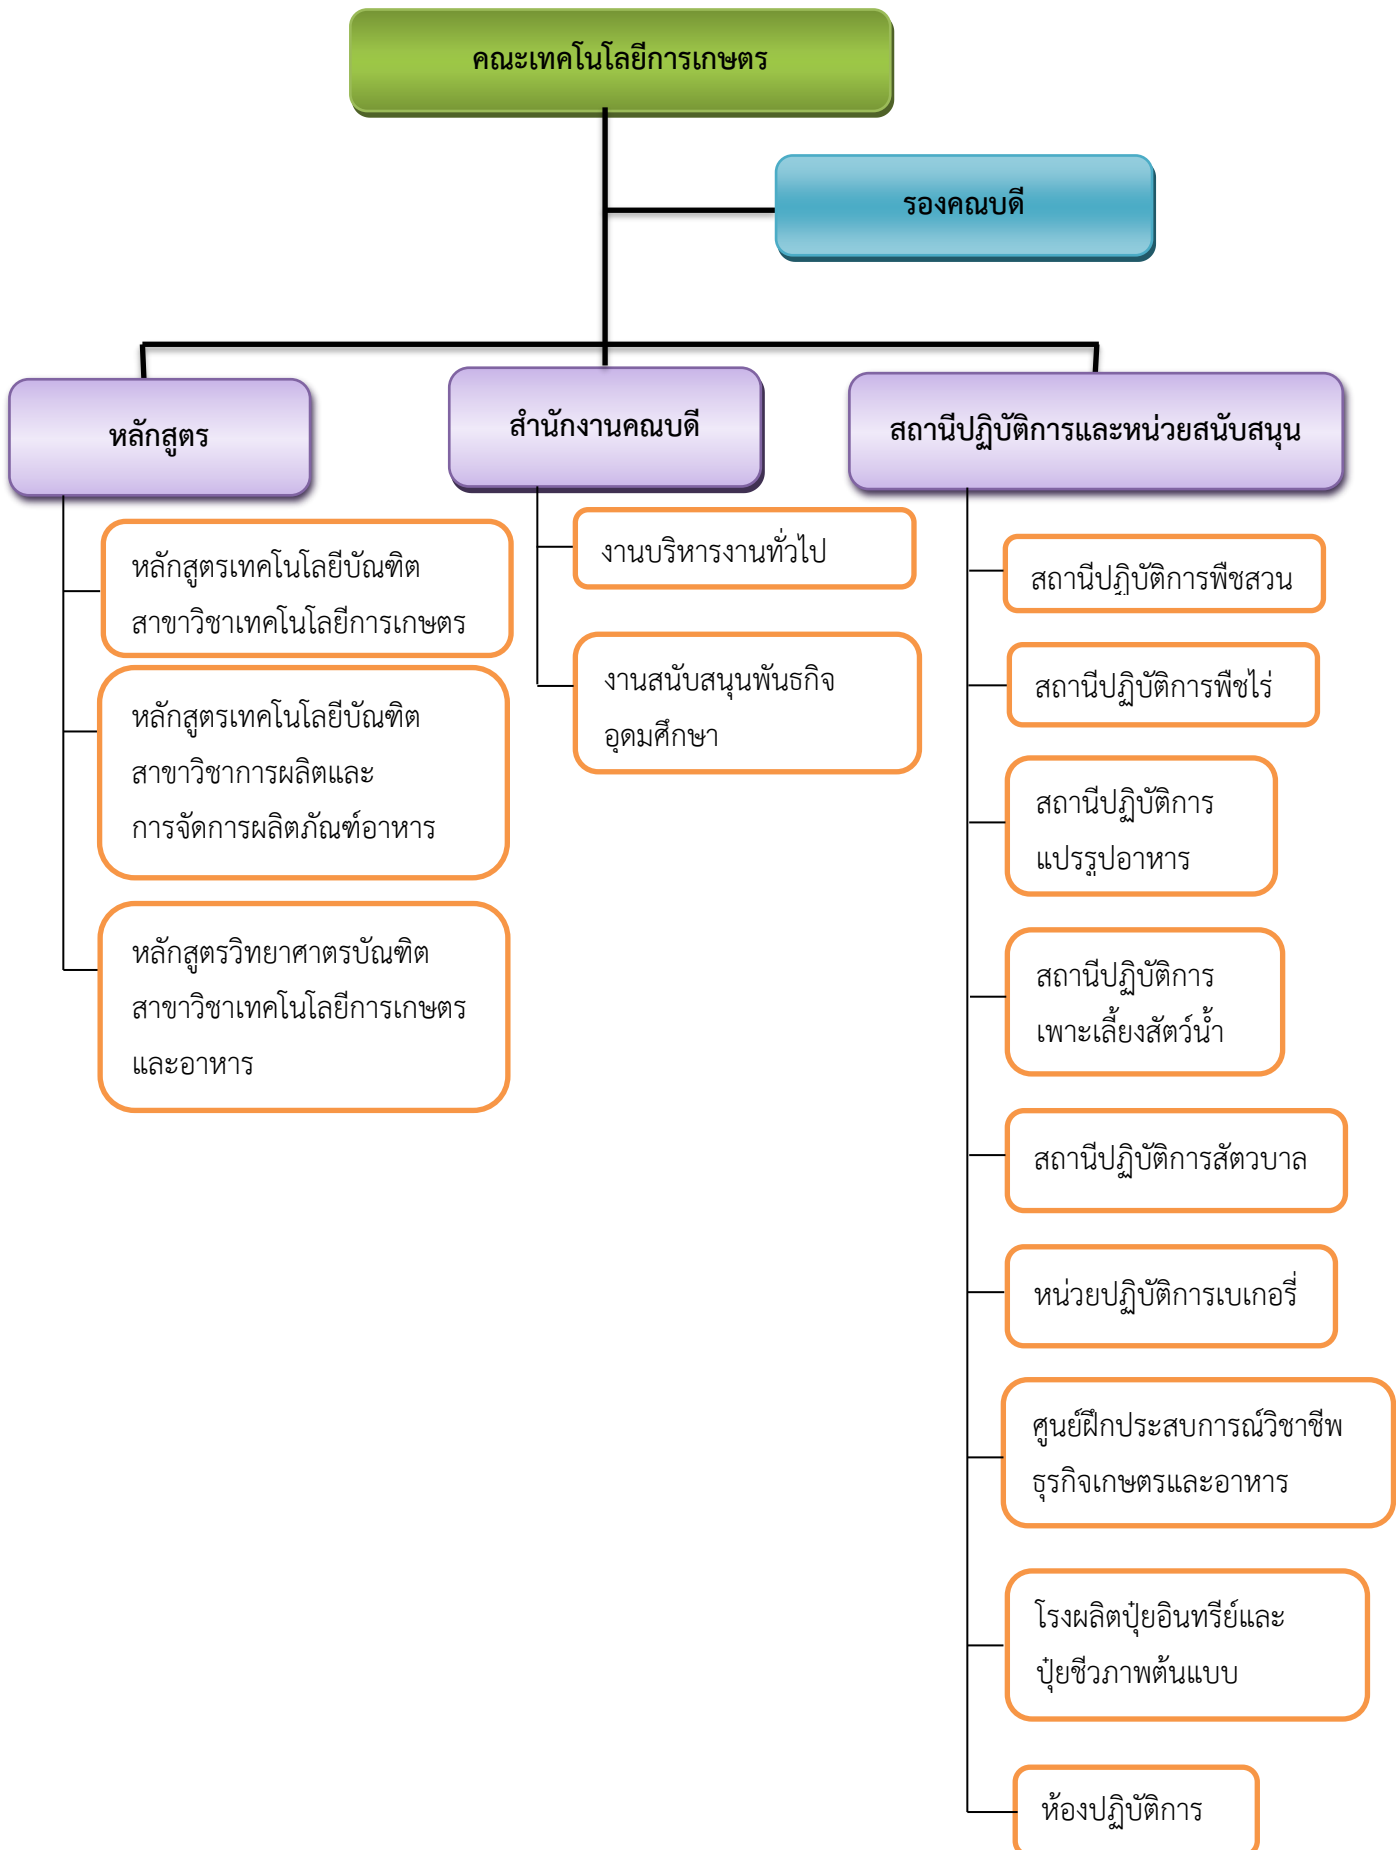 คณะเทคโนโลยีการเกษตร
รองคณบดี
หลักสูตร
สำนักงานคณบดี
สถานีปฏิบัติการและหน่วยสนับสนุน
หลักสูตรเทคโนโลยีบัณฑิต
สาขาวิชาเทคโนโลยีการเกษตร
หลักสูตรเทคโนโลยีบัณฑิต
สาขาวิชาการผลิตและ
การจัดการผลิตภัณฑ์อาหาร
หลักสูตรวิทยาศาตรบัณฑิต
สาขาวิชาเทคโนโลยีการเกษตร
และอาหาร
งานบริหารงานทั่วไป
งานสนับสนุนพันธกิจ
อุดมศึกษา
สถานีปฏิบัติการพืชสวน
สถานีปฏิบัติการพืชไร่
สถานีปฏิบัติการ
แปรรูปอาหาร
สถานีปฏิบัติการ
เพาะเลี้ยงสัตว์น้ำ
สถานีปฏิบัติการสัตวบาล
หน่วยปฏิบัติการเบเกอรี่
ศูนย์ฝึกประสบการณ์วิชาชีพ
ธุรกิจเกษตรและอาหาร
โรงผลิตปุ๋ยอินทรีย์และ
ปุ๋ยชีวภาพต้นแบบ
ห้องปฏิบัติการ